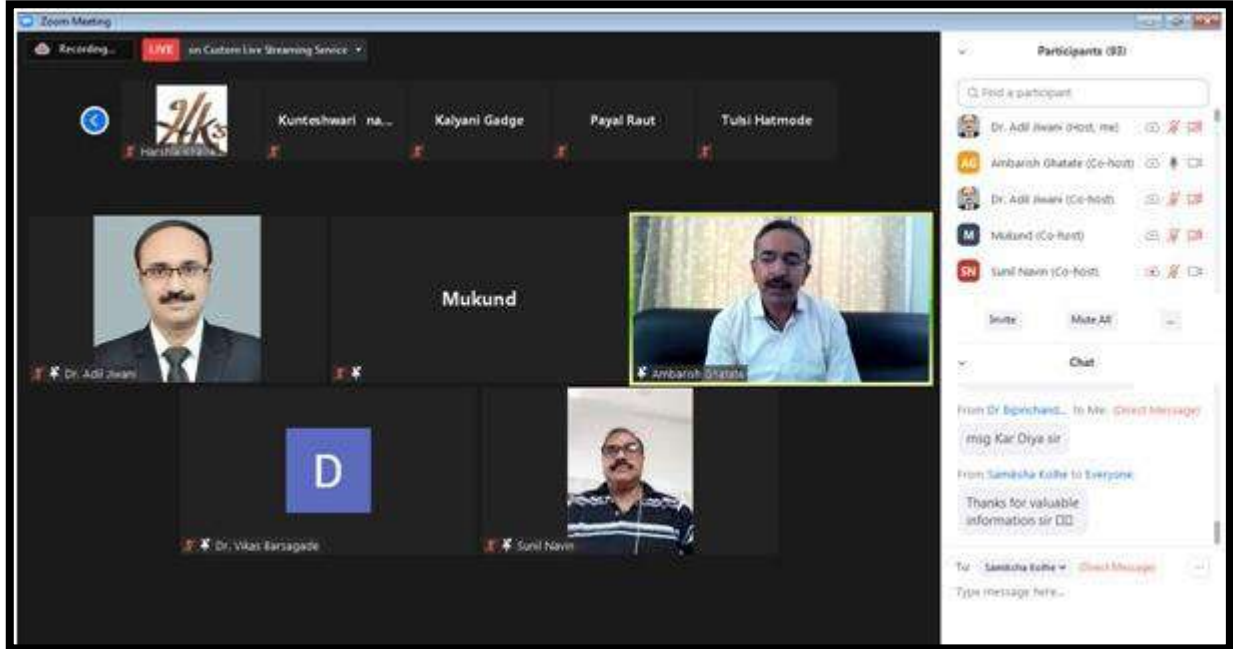 Zoom Meeting
Recording...
LIVE on Custom Live Streaming Service
Participants (93)
Find a participant
Kunteshwari na...
Kalyani Gadge
Payal Raut
Tulsi Hatmode
Dr. Adil Jiwani (Host, me)
AG Ambarish Ghatate (Co-host)
Dr. Adil Jiwani (Co-host)
M Mukund (Co-host)
SN Sunil Navin (Co-host)
Mukund
Dr. Adil Jiwani
Ambarish Ghatate
Invite Mute All ...
Chat
From Dr Bipinchand... to Me: (Direct Message)
msg Kar Diya sir
From Samiksha Kolhe to Everyone:
Thanks for valuable
information sir
D
Dr. Vikas Barsagade
Sunil Navin
To: Samiksha Kolhe (Direct Message)
Type message here...